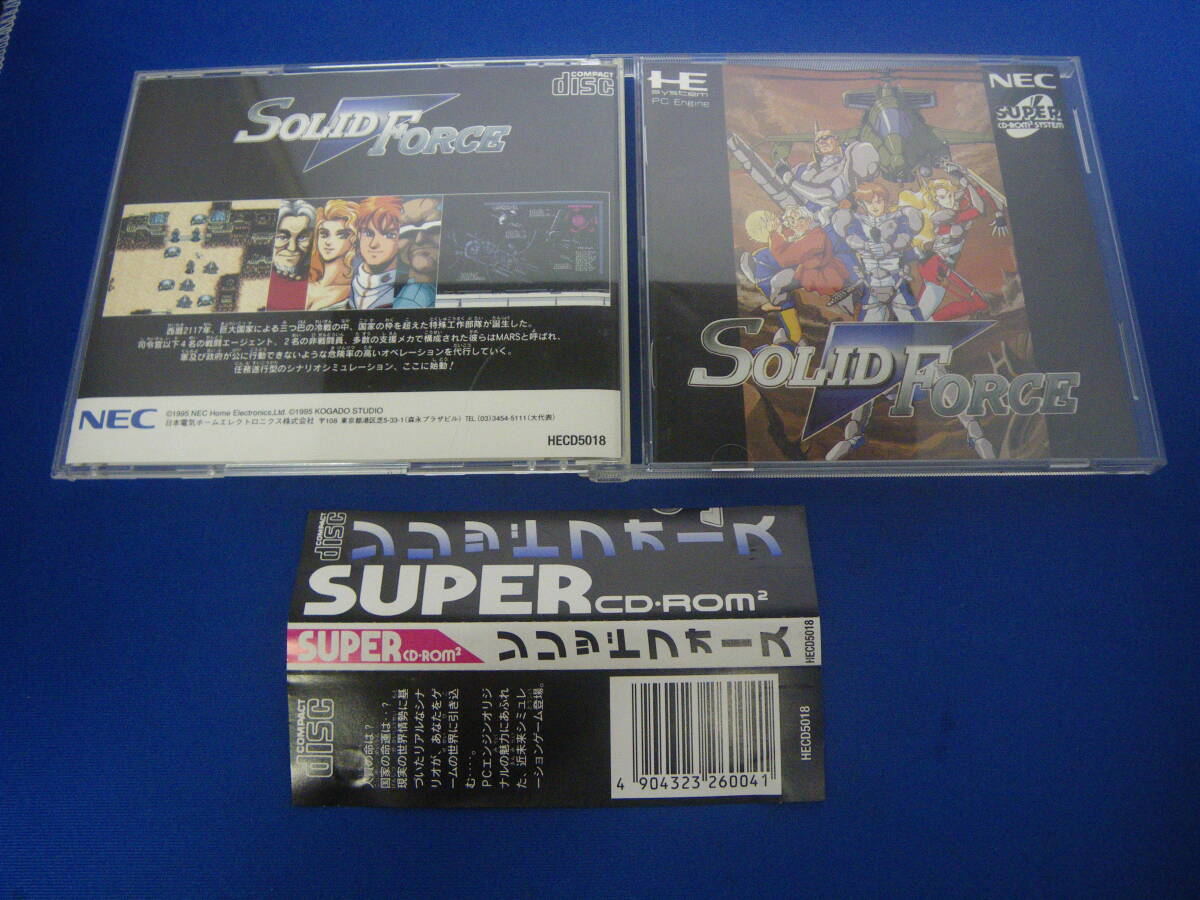 COMPACT
disc
SOLID FORCE
西暦2117年、巨大国家による三つ巴の冷戦の中、国家の枠を超えた特殊工作部隊が誕生した。
司令官以下4名の戦闘エージェント、2名の非戦闘員、多数の支援メカで構成された彼らはMARSと呼ばれ、
軍及び政府が公に行動できないような危険率の高いオペレーションを代行していく。
任務遂行型のシナリオシミュレーション、ここに始動!
NEC
©1995 NEC Home Electronics,Ltd. ©1995 KOGADO STUDIO
日本電気ホームエレクトロニクス株式会社 〒108 東京都港区芝5-33-1(森永プラザビル) TEL(03)3454-5111(大代表)
HECD5018
HE
system
PC Engine
NEC
SUPER
CD-ROM² SYSTEM
SOLID FORCE
COMPACT
disc
ソリッドフォース
SUPER CD-ROM²
SUPER CD-ROM²
ソリッドフォース
HECD5018
COMPACT
disc
人質の命は?
国家の命運は…?
現実の世界情勢に基
づいたリアルなシナ
リオが、あなたをゲ
ームの世界に引き込
む……。
PCエンジンオリジ
ナルの魅力にあふれ
た、近未来シミュレ
ーションゲーム登場。
4 904323 260041
HECD5018